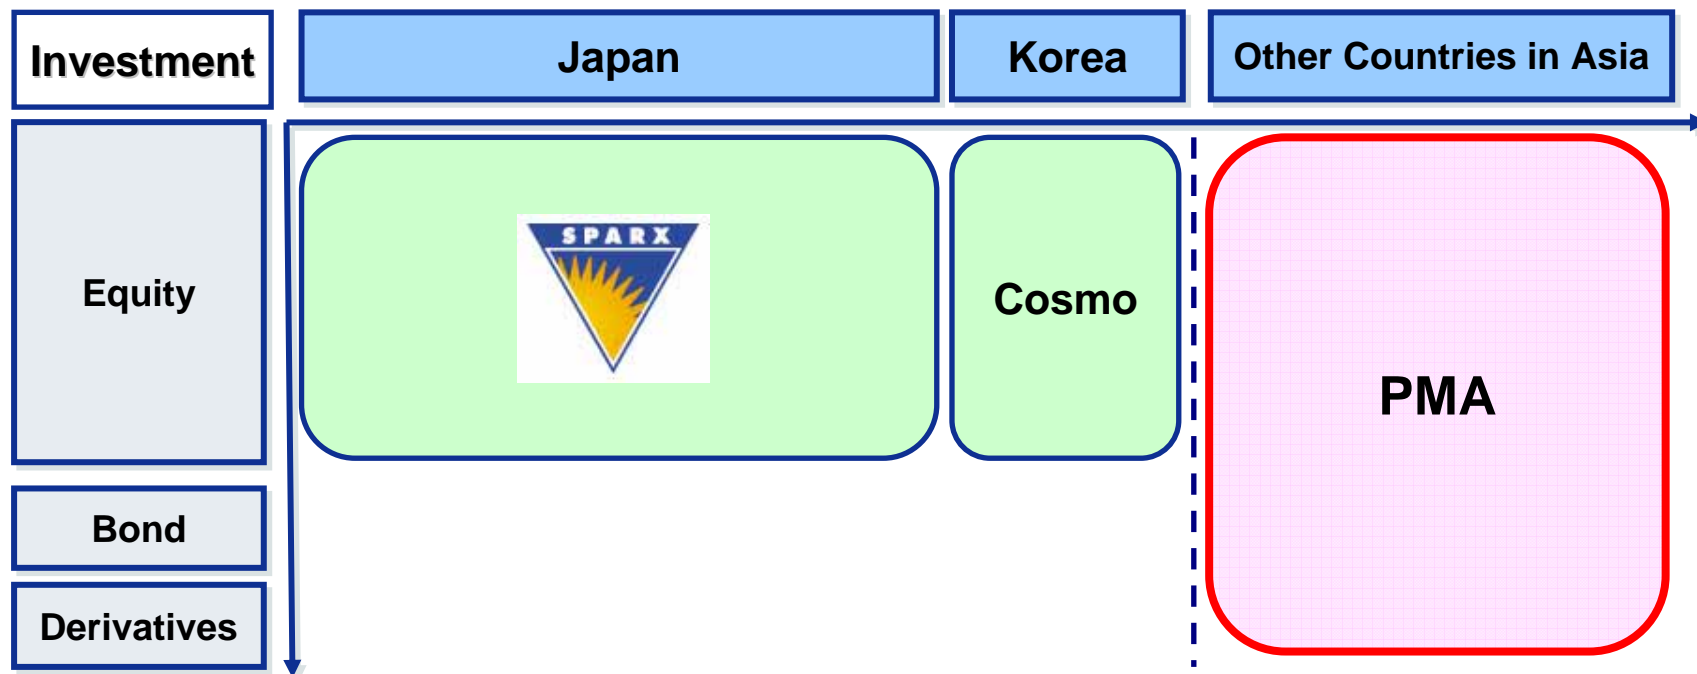 Investment
Japan
Korea
Other Countries in Asia
Equity
SPARX
Cosmo
PMA
Bond
Derivatives